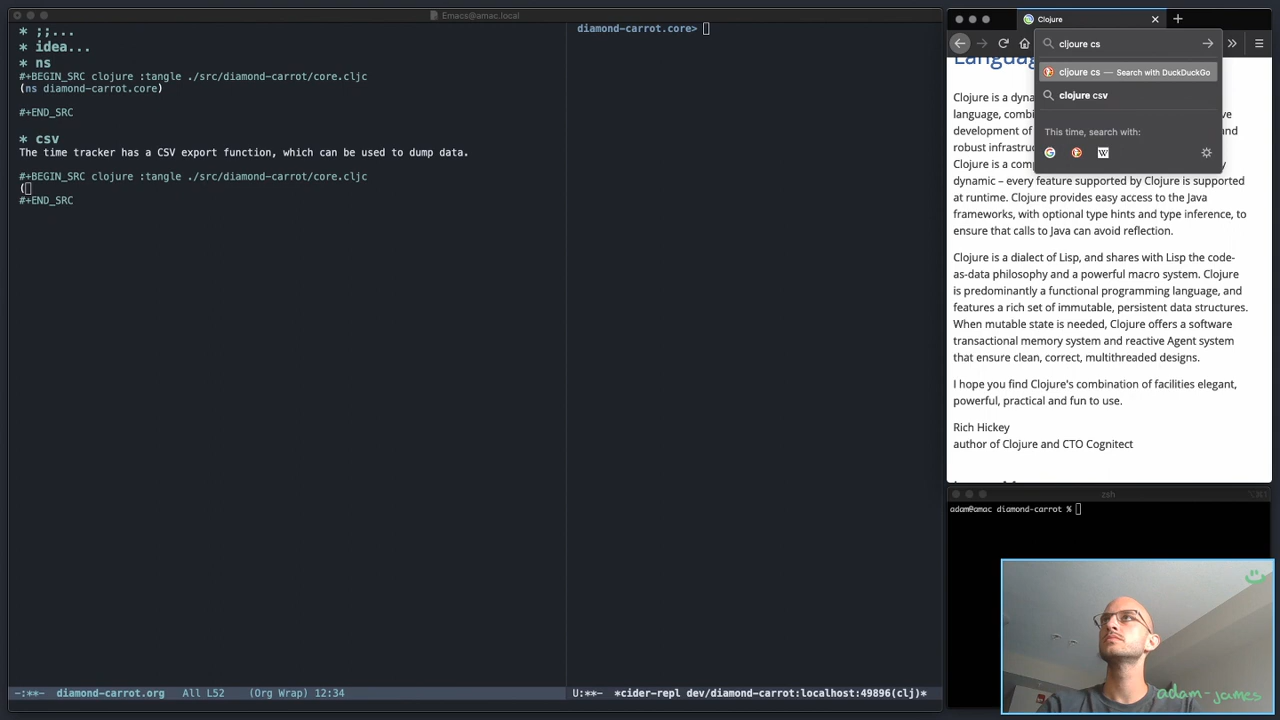 Emacs@amac.local
* ;;...
* idea...
* ns
#+BEGIN_SRC clojure :tangle ./src/diamond-carrot/core.cljc
(ns diamond-carrot.core)
#+END_SRC
* csv
The time tracker has a CSV export function, which can be used to dump data.
#+BEGIN_SRC clojure :tangle ./src/diamond-carrot/core.cljc
(
#+END_SRC
-:**- diamond-carrot.org All L52 (Org Wrap) 12:34
diamond-carrot.core>
U:**- *cider-repl dev/diamond-carrot:localhost:49896(clj)*
Clojure
cljoure cs
cljoure cs — Search with DuckDuckGo
clojure csv
This time, search with:
W
Clojure is a dyna
language, combi
development of
and
robust infrastruc
Clojure is a comp
dynamic – every feature supported by Clojure is supported
at runtime. Clojure provides easy access to the Java
frameworks, with optional type hints and type inference, to
ensure that calls to Java can avoid reflection.
Clojure is a dialect of Lisp, and shares with Lisp the code-
as-data philosophy and a powerful macro system. Clojure
is predominantly a functional programming language, and
features a rich set of immutable, persistent data structures.
When mutable state is needed, Clojure offers a software
transactional memory system and reactive Agent system
that ensure clean, correct, multithreaded designs.
I hope you find Clojure's combination of facilities elegant,
powerful, practical and fun to use.
Rich Hickey
author of Clojure and CTO Cognitect
zsh
adam@amac diamond-carrot %
adam-james